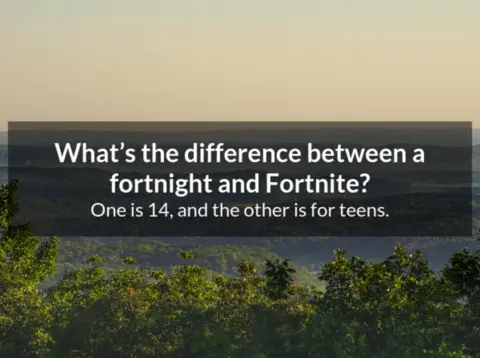 What's the difference between a
fortnight and Fortnite?
One is 14, and the other is for teens.